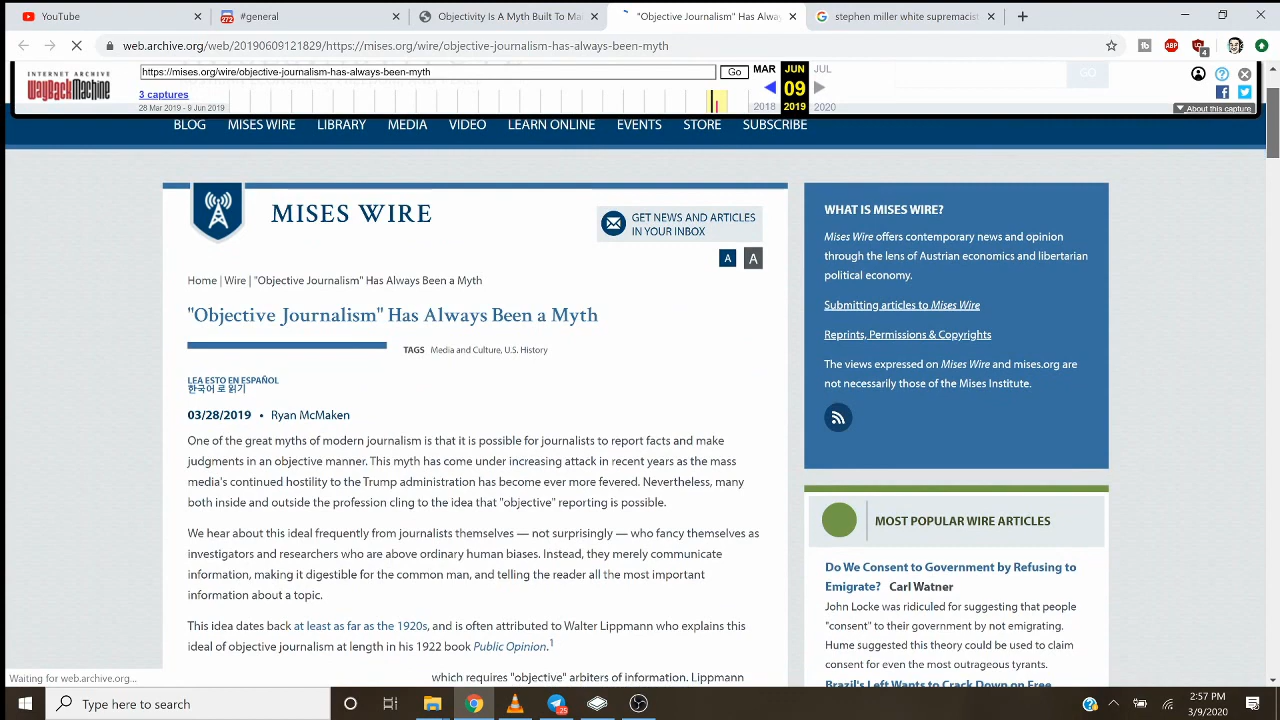 YouTube
272
#general
Objectivity Is A Myth Built To Ma
"Objective Journalism" Has Alway
stephen miller white supremacist
web.archive.org/web/20190609121829/https://mises.org/wire/objective-journalism-has-always-been-myth
ABP
4
INTERNET ARCHIVE
WayBackMachine
https://mises.org/wire/objective-journalism-has-always-been-myth
Go
MAR
JUN
JUL
GO
3 captures
09
28 Mar 2019 - 9 Jun 2019
2018
2019
2020
About this capture
BLOG
MISES WIRE
LIBRARY
MEDIA
VIDEO
LEARN ONLINE
EVENTS
STORE
SUBSCRIBE
MISES WIRE
GET NEWS AND ARTICLES
IN YOUR INBOX
A A
Home | Wire | "Objective Journalism" Has Always Been a Myth
"Objective Journalism" Has Always Been a Myth
TAGS Media and Culture, U.S. History
LEA ESTO EN ESPAÑOL
한국어 로 읽기
03/28/2019 • Ryan McMaken
One of the great myths of modern journalism is that it is possible for journalists to report facts and make
judgments in an objective manner. This myth has come under increasing attack in recent years as the mass
media's continued hostility to the Trump administration has become ever more fevered. Nevertheless, many
both inside and outside the profession cling to the idea that "objective" reporting is possible.
We hear about this ideal frequently from journalists themselves — not surprisingly — who fancy themselves as
investigators and researchers who are above ordinary human biases. Instead, they merely communicate
information, making it digestible for the common man, and telling the reader all the most important
information about a topic.
This idea dates back at least as far as the 1920s, and is often attributed to Walter Lippmann who explains this
ideal of objective journalism at length in his 1922 book Public Opinion.1
which requires "objective" arbiters of information. Lippmann
WHAT IS MISES WIRE?
Mises Wire offers contemporary news and opinion
through the lens of Austrian economics and libertarian
political economy.
Submitting articles to Mises Wire
Reprints, Permissions & Copyrights
The views expressed on Mises Wire and mises.org are
not necessarily those of the Mises Institute.
MOST POPULAR WIRE ARTICLES
Do We Consent to Government by Refusing to
Emigrate? Carl Watner
John Locke was ridiculed for suggesting that people
"consent" to their government by not emigrating.
Hume suggested this theory could be used to claim
consent for even the most outrageous tyrants.
Brazil's Left Wants to Crack Down on Free
Waiting for web.archive.org...
Type here to search
25
2:57 PM
3/9/2020